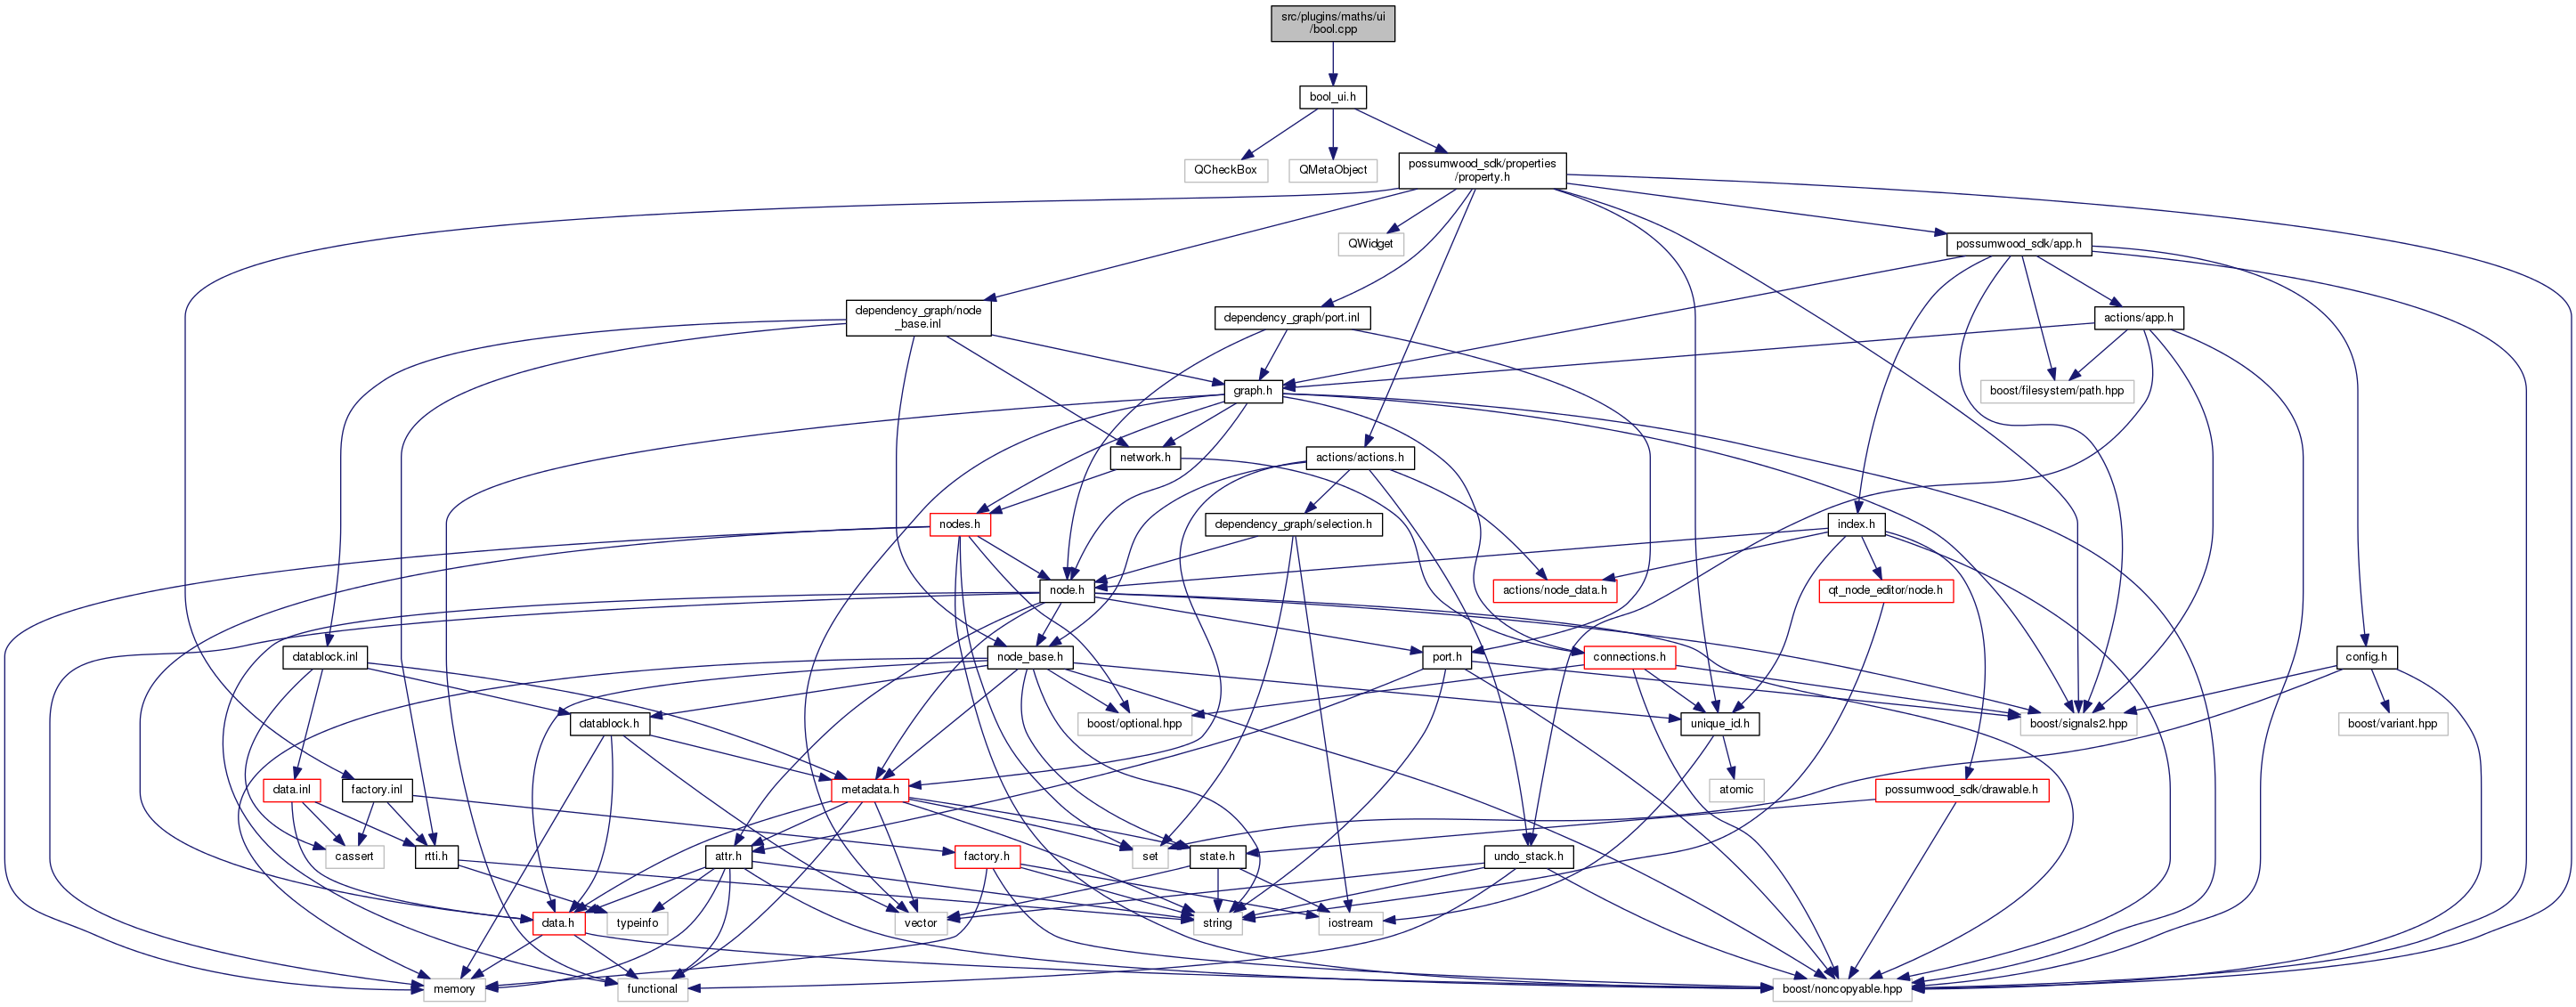 src/plugins/maths/ui
/bool.cpp
bool_ui.h
QCheckBox
QMetaObject
possumwood_sdk/properties
/property.h
QWidget
possumwood_sdk/app.h
dependency_graph/node
_base.inl
dependency_graph/port.inl
actions/app.h
graph.h
boost/filesystem/path.hpp
network.h
actions/actions.h
nodes.h
dependency_graph/selection.h
index.h
node.h
actions/node_data.h
qt_node_editor/node.h
datablock.inl
node_base.h
port.h
connections.h
config.h
datablock.h
boost/optional.hpp
unique_id.h
boost/signals2.hpp
boost/variant.hpp
data.inl
factory.inl
metadata.h
atomic
possumwood_sdk/drawable.h
cassert
rtti.h
attr.h
factory.h
set
state.h
undo_stack.h
data.h
typeinfo
vector
string
iostream
memory
functional
boost/noncopyable.hpp